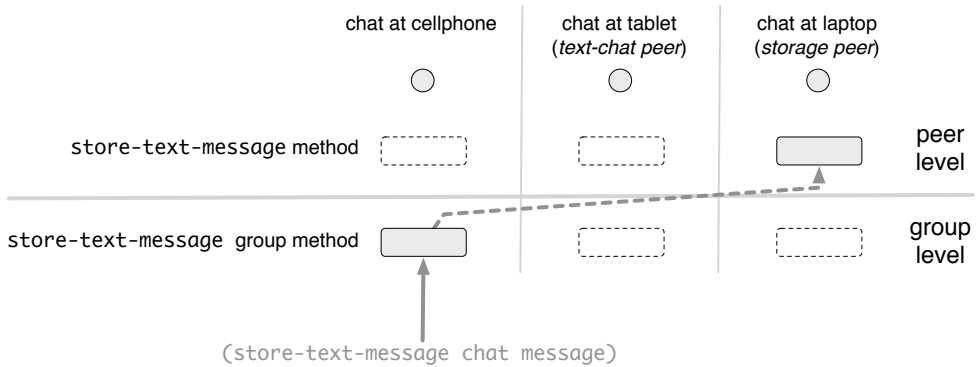 chat at cellphone
chat at tablet
(text-chat peer)
chat at laptop
(storage peer)
store-text-message method
peer
level
store-text-message group method
group
level
(store-text-message chat message)